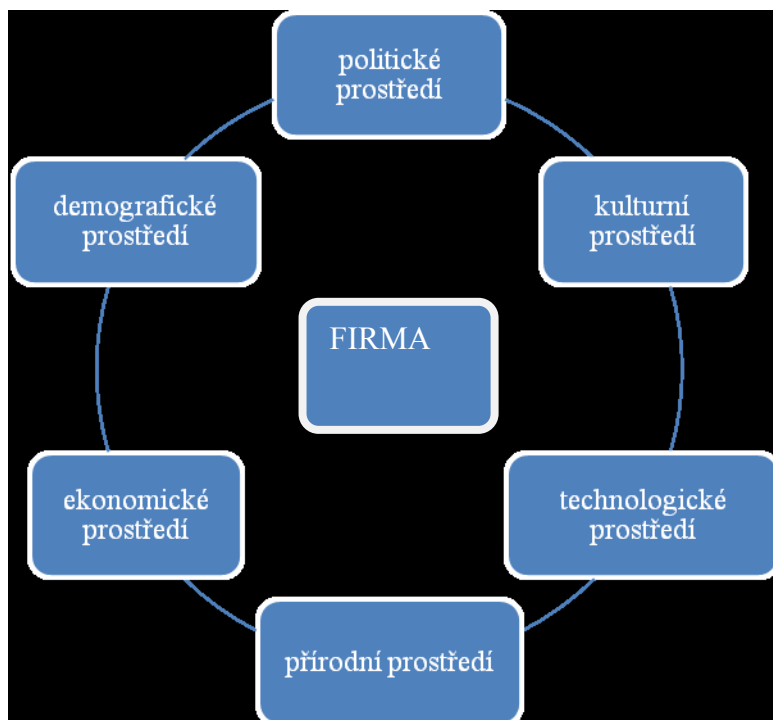 politické
prostředí
kulturní
prostředí
technologické
prostředí
přírodní prostředí
ekonomické
prostředí
demografické
prostředí
FIRMA